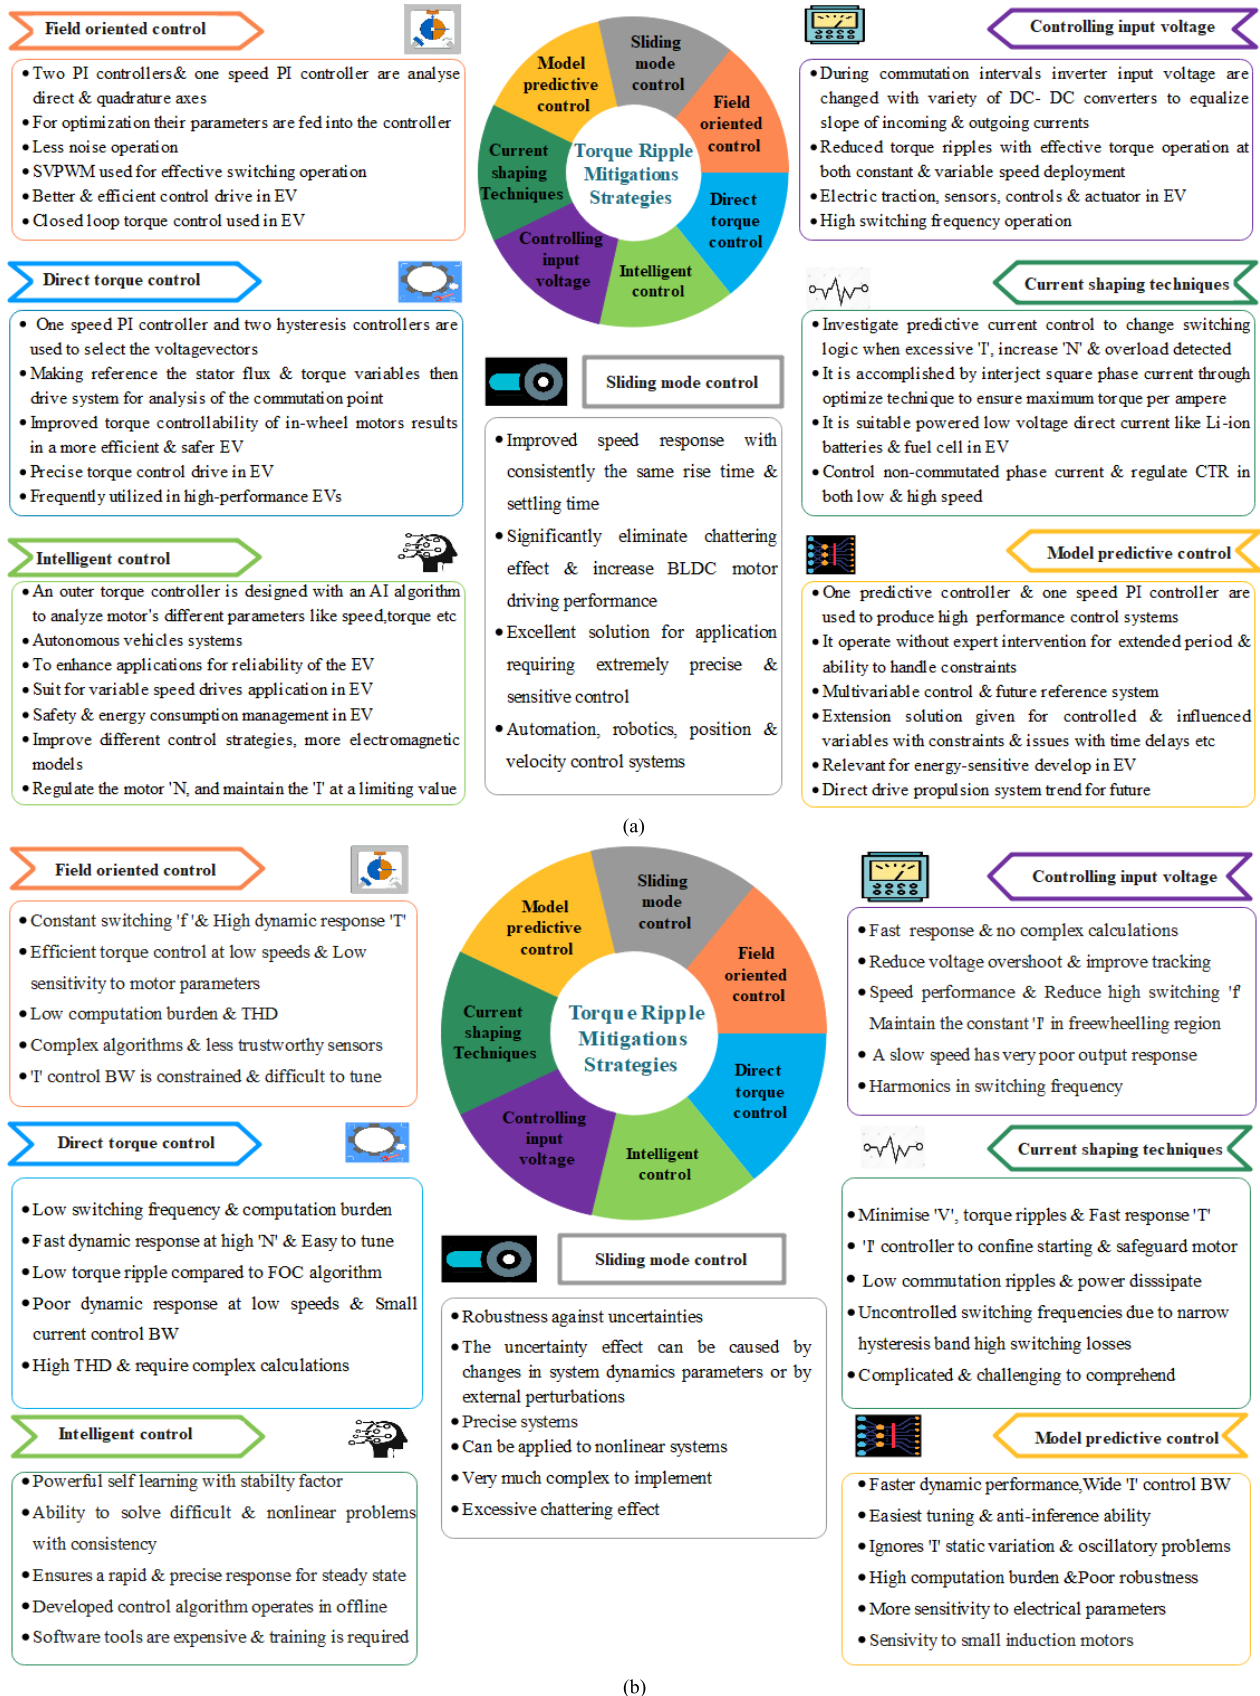 Field oriented control
Two PI controllers& one speed PI controller are analyse
direct & quadrature axes
For optimization their parameters are fed into the controller
Less noise operation
SVPWM used for effective switching operation
Better & efficient control drive in EV
Closed loop torque control used in EV
Direct torque control
One speed PI controller and two hysteresis controllers are
used to select the voltagevectors
Making reference the stator flux & torque variables then
drive system for analysis of the commutation point
Improved torque controllability of in-wheel motors results
in a more efficient & safer EV
Precise torque control drive in EV
Frequently utilized in high-performance EVs
Intelligent control
An outer torque controller is designed with an AI algorithm
to analyze motor's different parameters like speed,torque etc
Autonomous vehicles systems
To enhance applications for reliability of the EV
Suit for variable speed drives application in EV
Safety & energy consumption management in EV
Improve different control strategies, more electromagnetic
models
Regulate the motor 'N, and maintain the 'I' at a limiting value
Sliding
mode
control
Model
predictive
control
Field
oriented
control
Current
shaping
Techniques
Torque Ripple
Mitigations
Strategies
Direct
torque
control
Controlling
input
voltage
Intelligent
control
Sliding mode control
Improved speed response with
consistently the same rise time &
settling time
Significantly eliminate chattering
effect & increase BLDC motor
driving performance
Excellent solution for application
requiring extremely precise &
sensitive control
Automation, robotics, position &
velocity control systems
Controlling input voltage
During commutation intervals inverter input voltage are
changed with variety of DC- DC converters to equalize
slope of incoming & outgoing currents
Reduced torque ripples with effective torque operation at
both constant & variable speed deployment
Electric traction, sensors, controls & actuator in EV
High switching frequency operation
Current shaping techniques
Investigate predictive current control to change switching
logic when excessive 'I', increase 'N' & overload detected
It is accomplished by interject square phase current through
optimize technique to ensure maximum torque per ampere
It is suitable powered low voltage direct current like Li-ion
batteries & fuel cell in EV
Control non-commutated phase current & regulate CTR in
both low & high speed
Model predictive control
One predictive controller & one speed PI controller are
used to produce high performance control systems
It operate without expert intervention for extended period &
ability to handle constraints
Multivariable control & future reference system
Extension solution given for controlled & influenced
variables with constraints & issues with time delays etc
Relevant for energy-sensitive develop in EV
Direct drive propulsion system trend for future
(a)
Field oriented control
Constant switching 'f '& High dynamic response 'T'
Efficient torque control at low speeds & Low
sensitivity to motor parameters
Low computation burden & THD
Complex algorithms & less trustworthy sensors
'I' control BW is constrained & difficult to tune
Direct torque control
Low switching frequency & computation burden
Fast dynamic response at high 'N' & Easy to tune
Low torque ripple compared to FOC algorithm
Poor dynamic response at low speeds & Small
current control BW
High THD & require complex calculations
Intelligent control
Powerful self learning with stabilty factor
Ability to solve difficult & nonlinear problems
with consistency
Ensures a rapid & precise response for steady state
Developed control algorithm operates in offline
Software tools are expensive & training is required
Sliding
mode
control
Model
predictive
control
Field
oriented
control
Current
shaping
Techniques
Torque Ripple
Mitigations
Strategies
Direct
torque
control
Controlling
input
voltage
Intelligent
control
Sliding mode control
Robustness against uncertainties
The uncertainty effect can be caused by
changes in system dynamics parameters or by
external perturbations
Precise systems
Can be applied to nonlinear systems
Very much complex to implement
Excessive chattering effect
Controlling input voltage
Fast response & no complex calculations
Reduce voltage overshoot & improve tracking
Speed performance & Reduce high switching 'f'
Maintain the constant 'I' in freewheelling region
A slow speed has very poor output response
Harmonics in switching frequency
Current shaping techniques
Minimise 'V', torque ripples & Fast response 'T'
'I' controller to confine starting & safeguard motor
Low commutation ripples & power disssipate
Uncontrolled switching frequencies due to narrow
hysteresis band high switching losses
Complicated & challenging to comprehend
Model predictive control
Faster dynamic performance,Wide 'I' control BW
Easiest tuning & anti-inference ability
Ignores 'I' static variation & oscillatory problems
High computation burden &Poor robustness
More sensitivity to electrical parameters
Sensivity to small induction motors
(b)